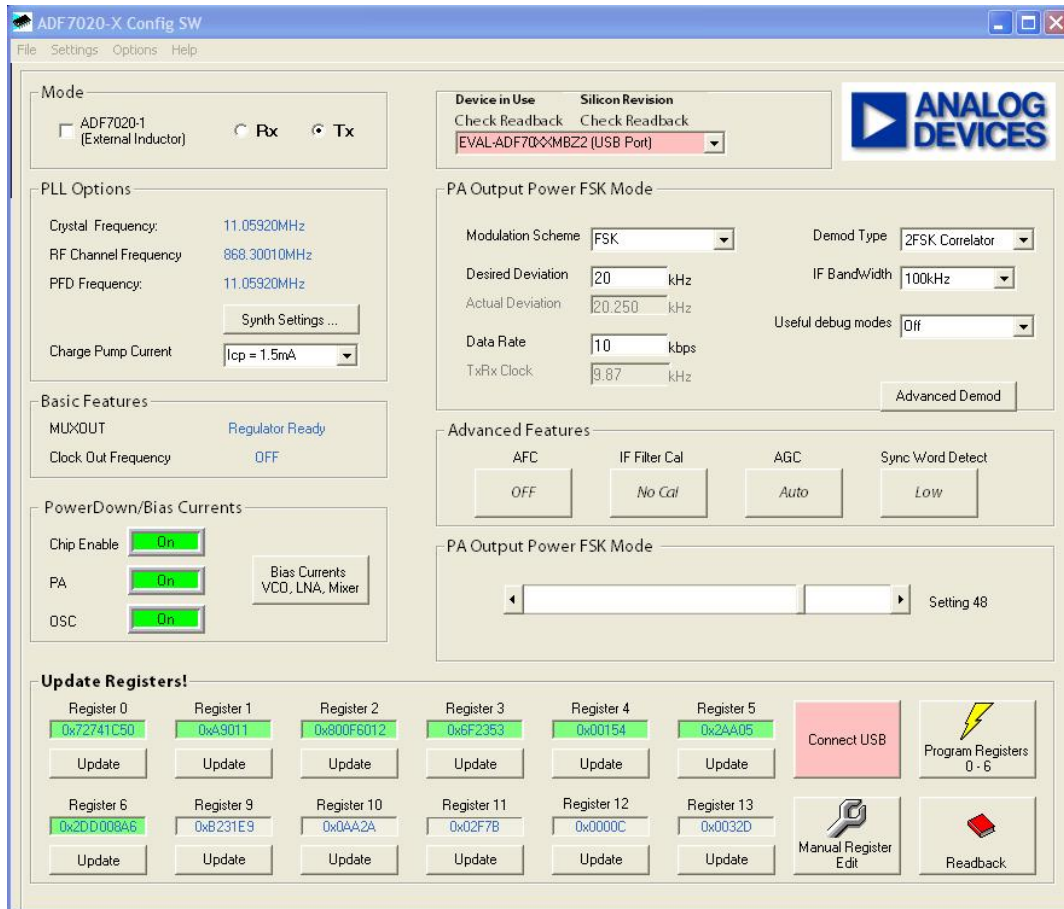 ADF7020-X Config SW
File Settings Options Help
Mode
ADF7020-1
(External Inductor)
Rx
Tx
Device in Use Silicon Revision
Check Readback Check Readback
EVAL-ADF70XXMBZ2 (USB Port)
ANALOG
DEVICES
PLL Options
Crystal Frequency: 11.05920MHz
RF Channel Frequency 868.30010MHz
PFD Frequency: 11.05920MHz
Synth Settings ...
Charge Pump Current Icp = 1.5mA
PA Output Power FSK Mode
Modulation Scheme FSK
Demod Type 2FSK Correlator
Desired Deviation 20 kHz
IF BandWidth 100kHz
Actual Deviation 20.250 kHz
Useful debug modes Off
Data Rate 10 kbps
TxRx Clock 9.87 kHz
Advanced Demod
Basic Features
MUXOUT Regulator Ready
Clock Out Frequency OFF
Advanced Features
AFC IF Filter Cal AGC Sync Word Detect
OFF No Cal Auto Low
PowerDown/Bias Currents
Chip Enable On
PA On
OSC On
Bias Currents
VCO, LNA, Mixer
PA Output Power FSK Mode
Setting 48
Update Registers!
Register 0 Register 1 Register 2 Register 3 Register 4 Register 5
0x72741C50 0xA9011 0x800F6012 0x6F2353 0x00154 0x2AA05
Update Update Update Update Update Update
Connect USB
Program Registers
0 - 6
Register 6 Register 9 Register 10 Register 11 Register 12 Register 13
0x2DD008A6 0xB231E9 0x0AA2A 0x02F7B 0x0000C 0x0032D
Update Update Update Update Update Update
Manual Register
Edit
Readback